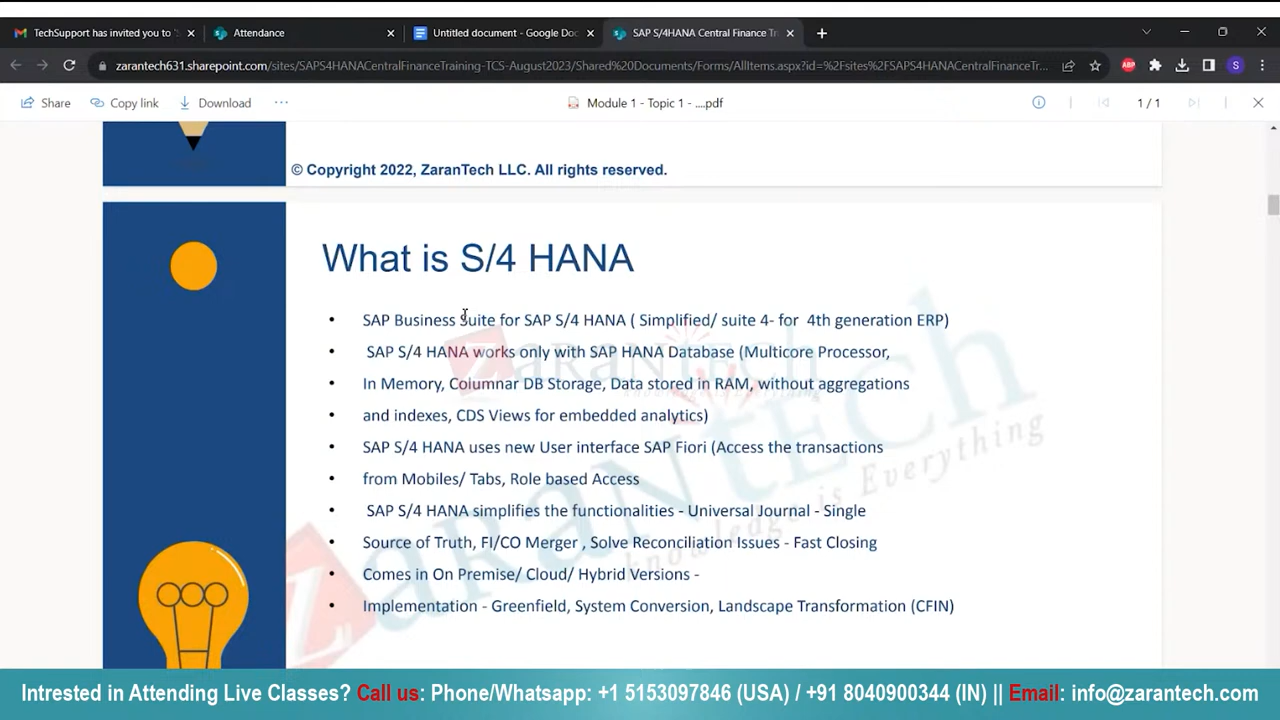 TechSupport has invited you to
Attendance
Untitled document - Google Doc
SAP S/4HANA Central Finance Tr
zarantech631.sharepoint.com/sites/SAPS4HANACentralFinanceTraining-TCS-August2023/Shared%20Documents/Forms/AllItems.aspx?id=%2Fsites%2FSAPS4HANACentralFinanceTr...
ABP
S
Share
Copy link
Download
...
Module 1 - Topic 1 - ....pdf
1 / 1
© Copyright 2022, ZaranTech LLC. All rights reserved.
What is S/4 HANA
• SAP Business Suite for SAP S/4 HANA ( Simplified/ suite 4- for 4th generation ERP)
• SAP S/4 HANA works only with SAP HANA Database (Multicore Processor,
• In Memory, Columnar DB Storage, Data stored in RAM, without aggregations
• and indexes, CDS Views for embedded analytics)
• SAP S/4 HANA uses new User interface SAP Fiori (Access the transactions
• from Mobiles/ Tabs, Role based Access
• SAP S/4 HANA simplifies the functionalities - Universal Journal - Single
• Source of Truth, FI/CO Merger , Solve Reconciliation Issues - Fast Closing
• Comes in On Premise/ Cloud/ Hybrid Versions -
• Implementation - Greenfield, System Conversion, Landscape Transformation (CFIN)
ZaranTech
knowledge is Everything
Intrested in Attending Live Classes? Call us: Phone/Whatsapp: +1 5153097846 (USA) / +91 8040900344 (IN) || Email: info@zarantech.com